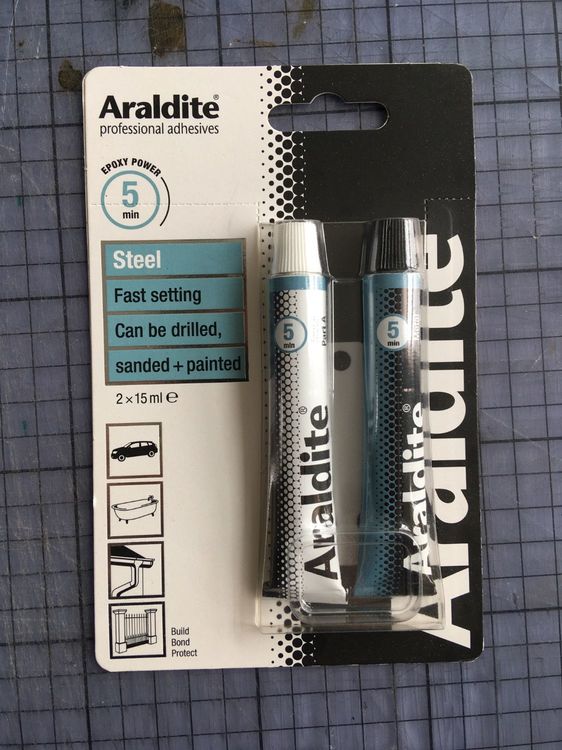 Araldite®
professional adhesives
EPOXY POWER
5
min
Steel
Fast setting
Can be drilled,
sanded + painted
2 × 15 ml ℮
Build
Bond
Protect
5
min
Part A
Araldite®
5
min
Araldite®
Araldite